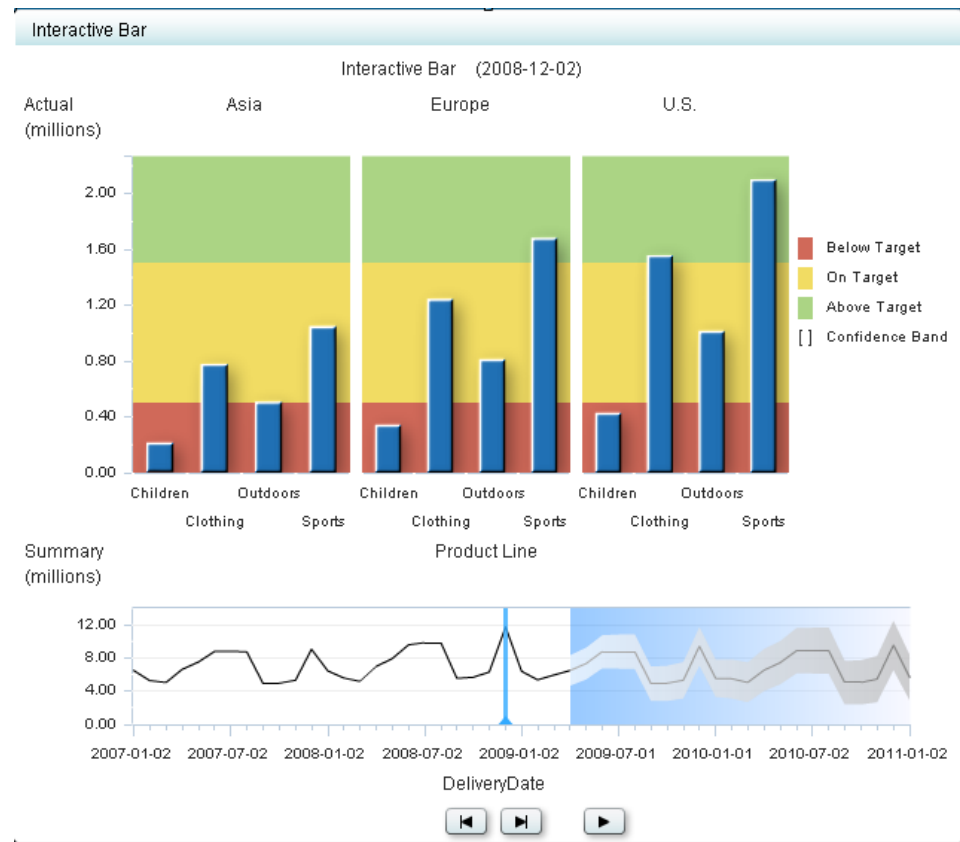 Interactive Bar
Interactive Bar (2008-12-02)
Actual
(millions)
Asia Europe U.S.
2.00
1.60
1.20
0.80
0.40
0.00
Below Target
On Target
Above Target
[ ] Confidence Band
Children Outdoors Children Outdoors Children Outdoors
Clothing Sports Clothing Sports Clothing Sports
Summary
(millions)
Product Line
12.00
8.00
4.00
0.00
2007-01-02 2007-07-02 2008-01-02 2008-07-02 2009-01-02 2009-07-01 2010-01-01 2010-07-02 2011-01-02
DeliveryDate